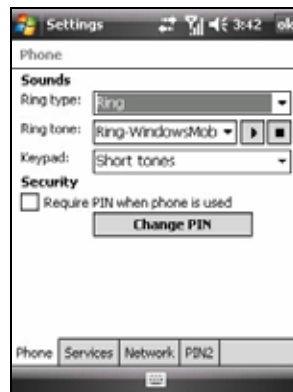 Settings 3:42 ok
Phone
Sounds
Ring type: Ring
Ring tone: Ring-WindowsMob
Keypad: Short tones
Security
Require PIN when phone is used
Change PIN
Phone Services Network PIN2